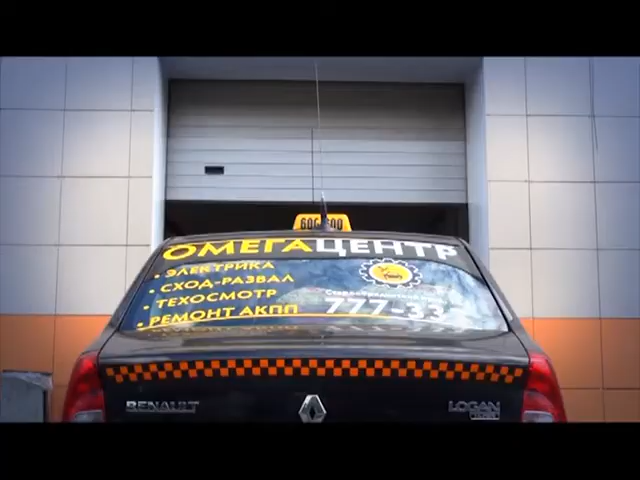 ОМЕГАЦЕНТР
• ЭЛЕКТРИКА
• СХОД-РАЗВАЛ
• ТЕХОСМОТР
• РЕМОНТ АКПП
777-33
RENAULT
LOGAN